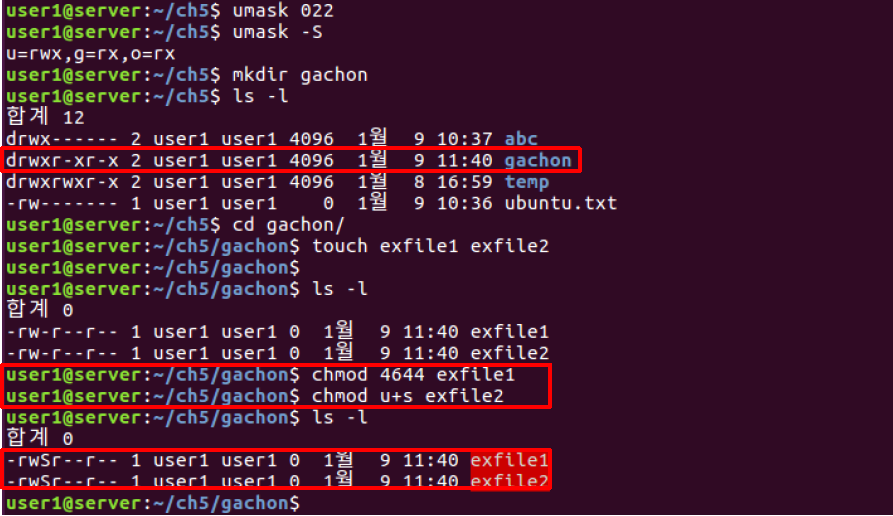 user1@server:~/ch5$ umask 022
user1@server:~/ch5$ umask -S
u=rwx,g=rx,o=rx
user1@server:~/ch5$ mkdir gachon
user1@server:~/ch5$ ls -l
합계 12
drwx------ 2 user1 user1 4096  1월  9 10:37 abc
drwxr-xr-x 2 user1 user1 4096  1월  9 11:40 gachon
drwxrwxr-x 2 user1 user1 4096  1월  8 16:59 temp
-rw------- 1 user1 user1    0  1월  9 10:36 ubuntu.txt
user1@server:~/ch5$ cd gachon/
user1@server:~/ch5/gachon$ touch exfile1 exfile2
user1@server:~/ch5/gachon$
user1@server:~/ch5/gachon$ ls -l
합계 0
-rw-r--r-- 1 user1 user1 0  1월  9 11:40 exfile1
-rw-r--r-- 1 user1 user1 0  1월  9 11:40 exfile2
user1@server:~/ch5/gachon$ chmod 4644 exfile1
user1@server:~/ch5/gachon$ chmod u+s exfile2
user1@server:~/ch5/gachon$ ls -l
합계 0
-rwSr--r-- 1 user1 user1 0  1월  9 11:40 exfile1
-rwSr--r-- 1 user1 user1 0  1월  9 11:40 exfile2
user1@server:~/ch5/gachon$